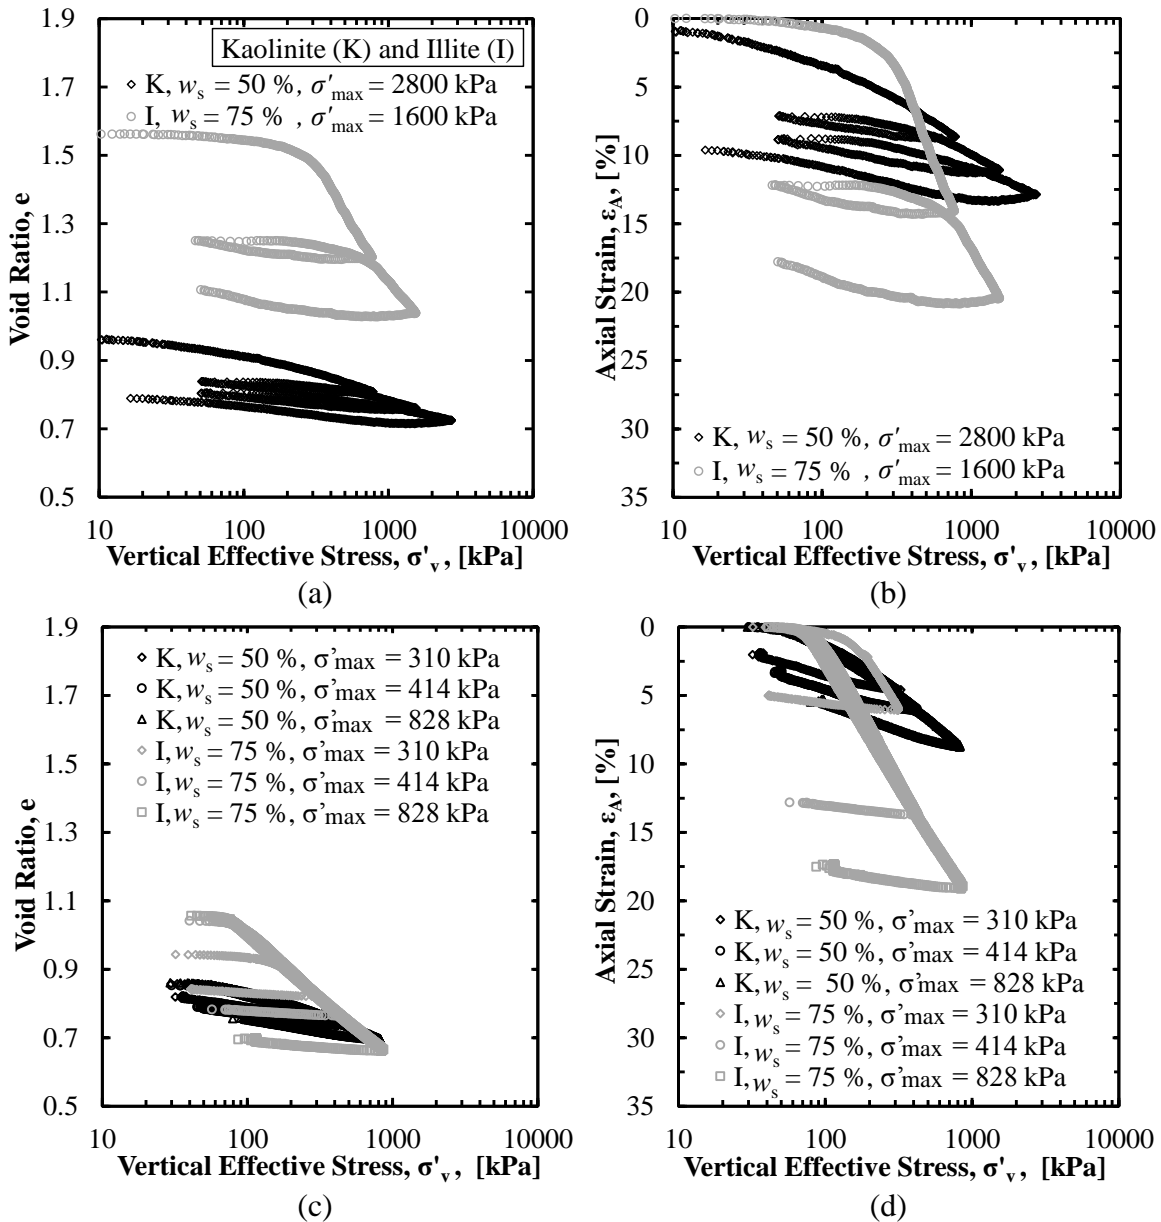 Kaolinite (K) and Illite (I)
K, ws = 50 %, σ'max = 2800 kPa
I, ws = 75 % , σ'max = 1600 kPa
1.9
1.7
1.5
1.3
1.1
0.9
0.7
0.5
Void Ratio, e
10 100 1000 10000
Vertical Effective Stress, σ'v, [kPa]
(a)
0
5
10
15
20
25
30
35
Axial Strain, εA, [%]
K, ws = 50 %, σ'max = 2800 kPa
I, ws = 75 % , σ'max = 1600 kPa
10 100 1000 10000
Vertical Effective Stress, σ'v, [kPa]
(b)
1.9
1.7
1.5
1.3
1.1
0.9
0.7
0.5
Void Ratio, e
K, ws = 50 %, σ'max = 310 kPa
K, ws = 50 %, σ'max = 414 kPa
K, ws = 50 %, σ'max = 828 kPa
I, ws = 75 %, σ'max = 310 kPa
I, ws = 75 %, σ'max = 414 kPa
I, ws = 75 %, σ'max = 828 kPa
10 100 1000 10000
Vertical Effective Stress, σ'v, [kPa]
(c)
0
5
10
15
20
25
30
35
Axial Strain, εA, [%]
K, ws = 50 %, σ'max = 310 kPa
K, ws = 50 %, σ'max = 414 kPa
K, ws = 50 %, σ'max = 828 kPa
I, ws = 75 %, σ'max = 310 kPa
I, ws = 75 %, σ'max = 414 kPa
I, ws = 75 %, σ'max = 828 kPa
10 100 1000 10000
Vertical Effective Stress, σ'v, [kPa]
(d)